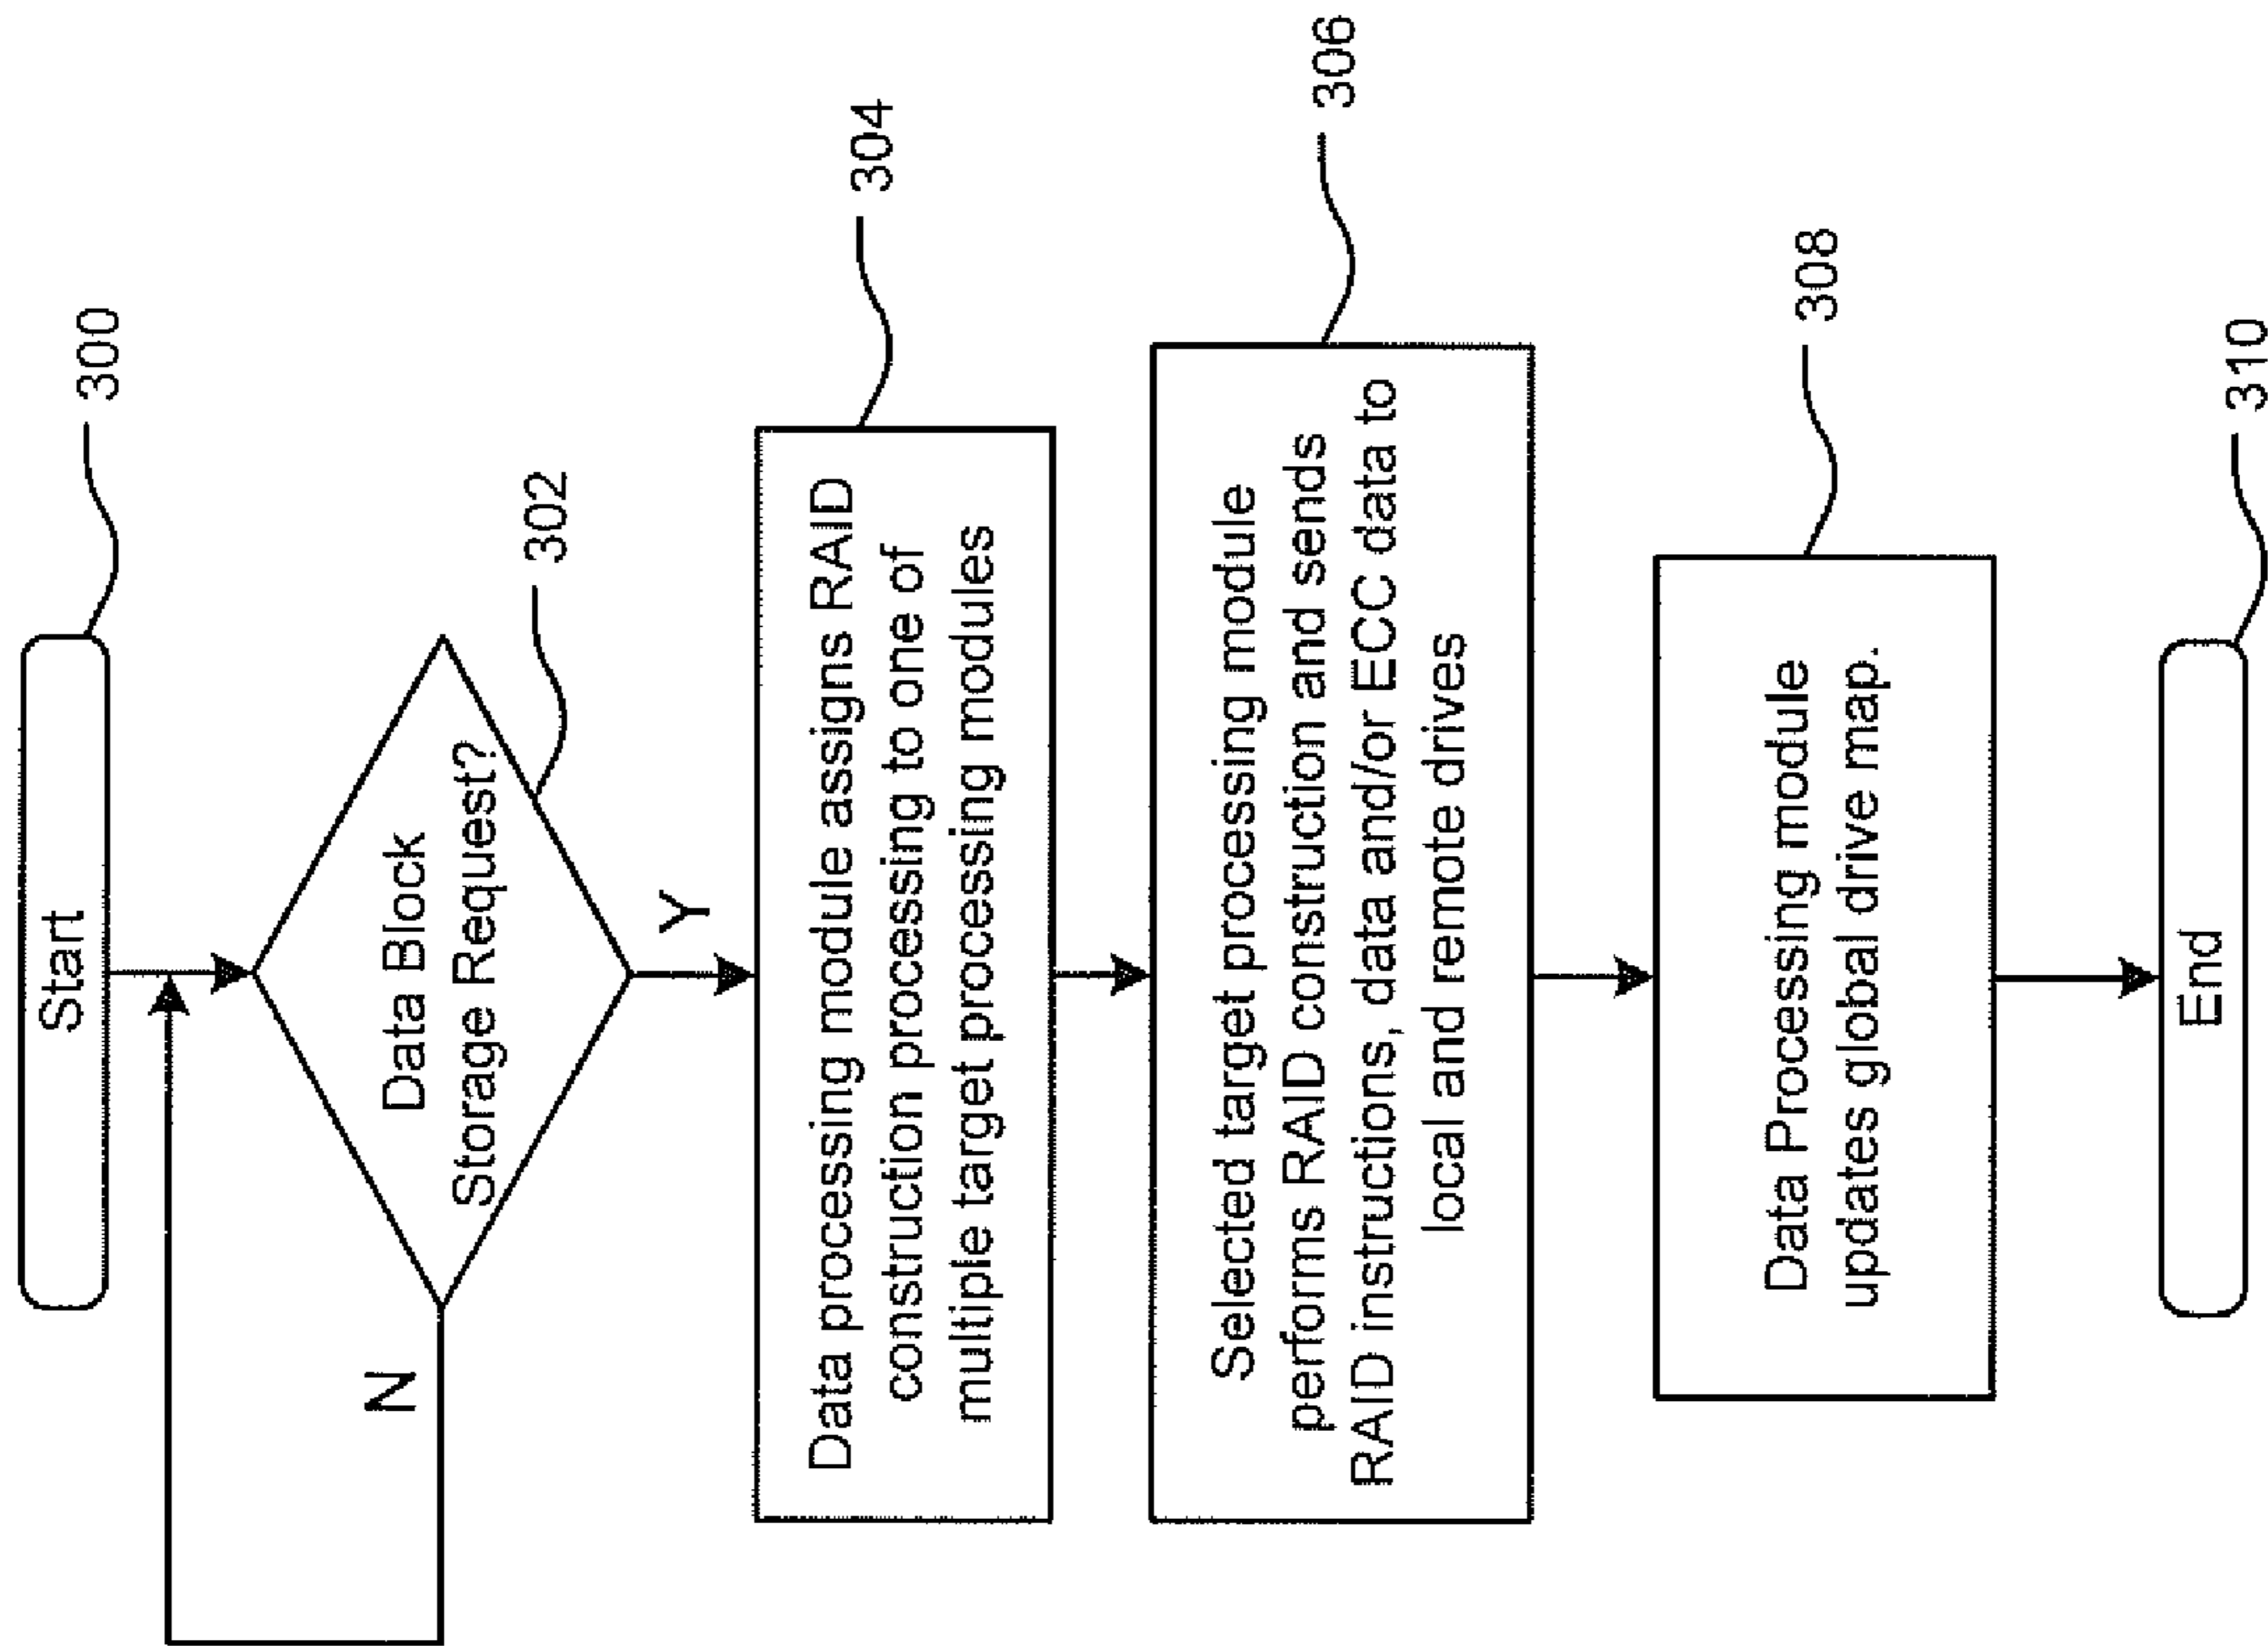 Start
300
Data Block
Storage Request?
302
N
Y
Data processing module assigns RAID
construction processing to one of
multiple target processing modules
304
Selected target processing module
performs RAID construction and sends
RAID instructions, data and/or ECC data to
local and remote drives
306
Data Processing module
updates global drive map.
308
End
310